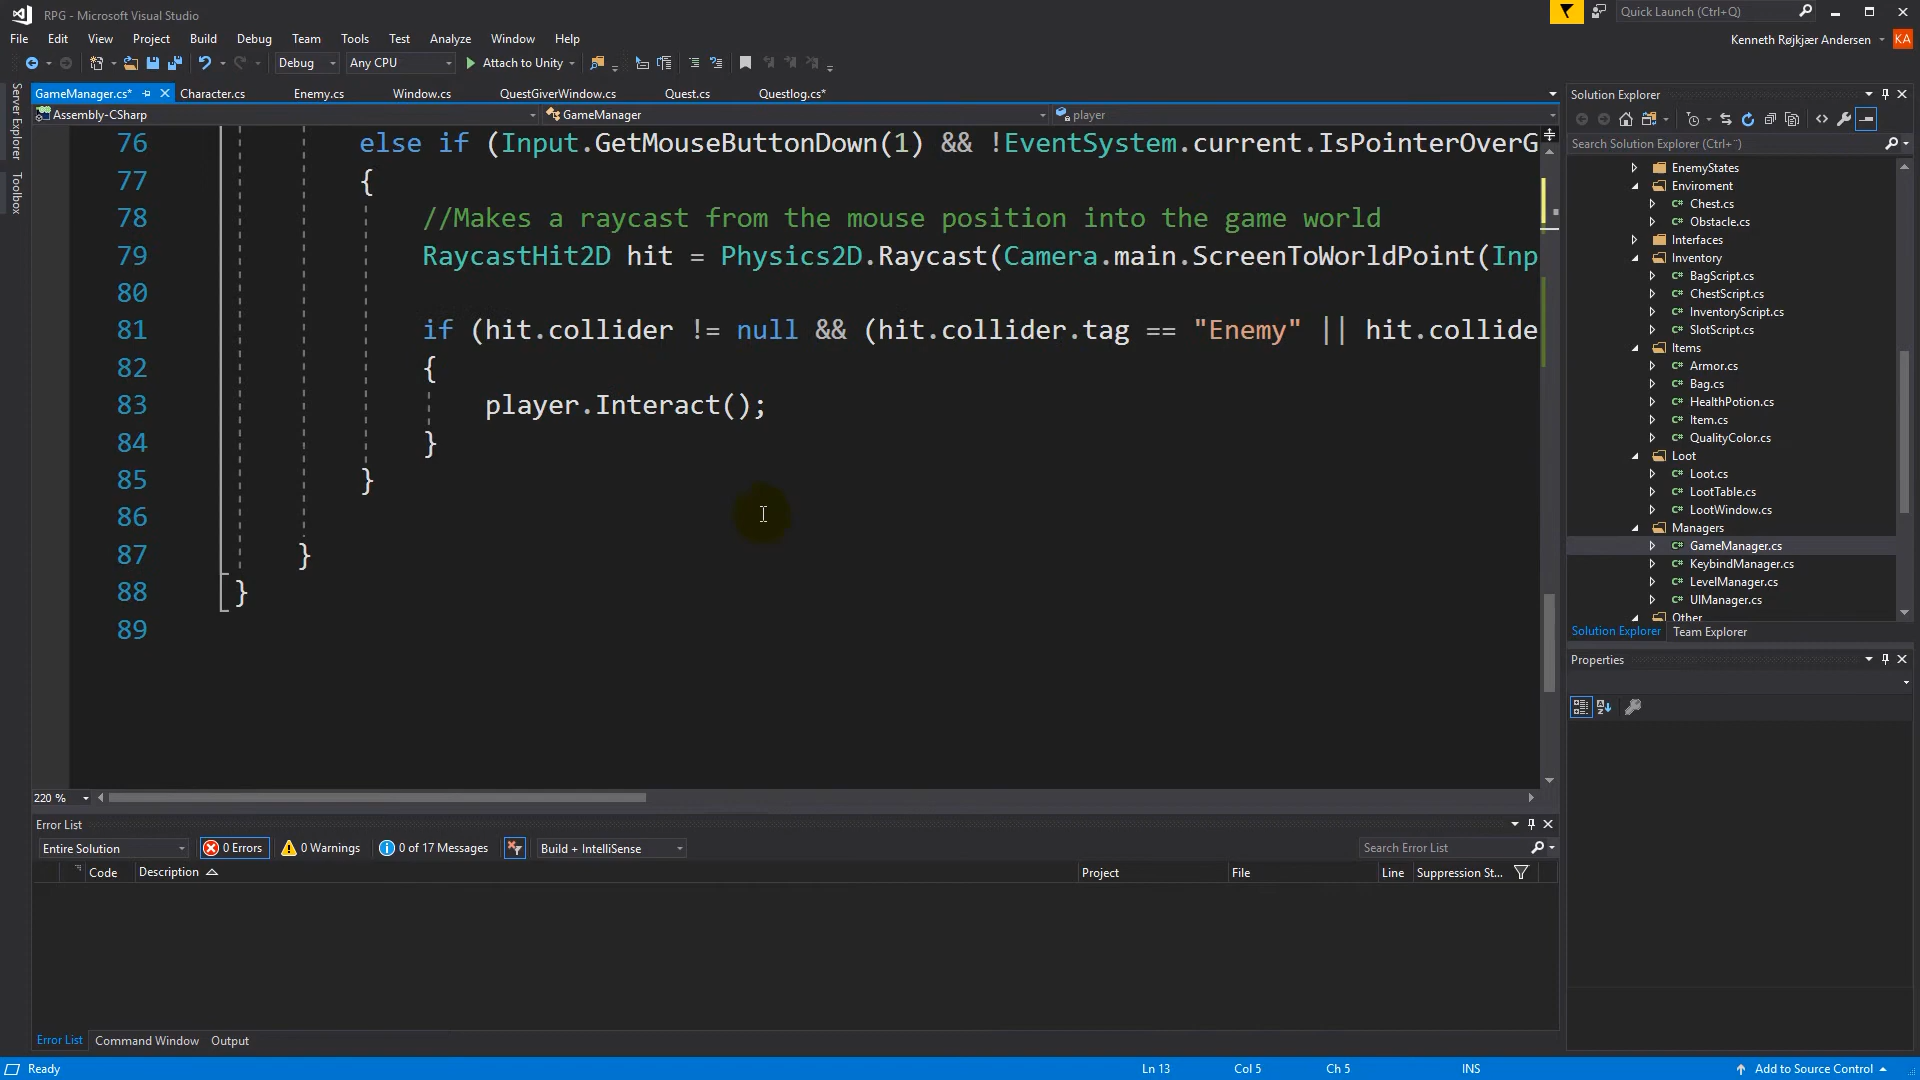 RPG - Microsoft Visual Studio
Quick Launch (Ctrl+Q)
File Edit View Project Build Debug Team Tools Test Analyze Window Help
Kenneth Røjkjær Andersen KA
Debug Any CPU Attach to Unity
Server Explorer
Toolbox
GameManager.cs* Character.cs Enemy.cs Window.cs QuestGiverWindow.cs Quest.cs Questlog.cs*
Assembly-CSharp GameManager player
76 else if (Input.GetMouseButtonDown(1) && !EventSystem.current.IsPointerOverG
77 {
78 //Makes a raycast from the mouse position into the game world
79 RaycastHit2D hit = Physics2D.Raycast(Camera.main.ScreenToWorldPoint(Inp
80
81 if (hit.collider != null && (hit.collider.tag == "Enemy" || hit.collide
82 {
83 player.Interact();
84 }
85 }
86
87 }
88 }
89
220 %
Solution Explorer
Search Solution Explorer (Ctrl+¨)
EnemyStates
Enviroment
C# Chest.cs
C# Obstacle.cs
Interfaces
Inventory
C# BagScript.cs
C# ChestScript.cs
C# InventoryScript.cs
C# SlotScript.cs
Items
C# Armor.cs
C# Bag.cs
C# HealthPotion.cs
C# Item.cs
C# QualityColor.cs
Loot
C# Loot.cs
C# LootTable.cs
C# LootWindow.cs
Managers
C# GameManager.cs
C# KeybindManager.cs
C# LevelManager.cs
C# UIManager.cs
Other
Solution Explorer Team Explorer
Properties
Error List
Entire Solution 0 Errors 0 Warnings 0 of 17 Messages Build + IntelliSense Search Error List
Code Description Project File Line Suppression St...
Error List Command Window Output
Ready Ln 13 Col 5 Ch 5 INS Add to Source Control